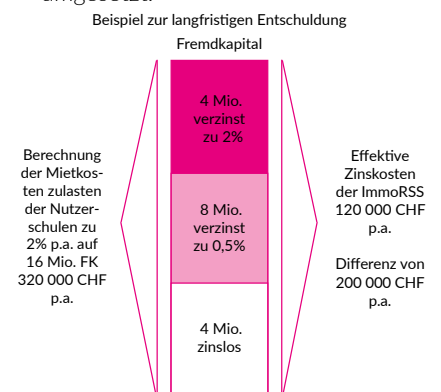 umgesetzt.
Beispiel zur langfristigen Entschuldung
Fremdkapital
4 Mio.
verzinst
zu 2%
Berechnung
der Mietkos-
ten zulasten
der Nutzer-
schulen zu
2% p.a. auf
16 Mio. FK
320 000 CHF
p.a.
8 Mio.
verzinst
zu 0,5%
Effektive
Zinskosten
der ImmoRSS
120 000 CHF
p.a.
Differenz von
200 000 CHF
p.a.
4 Mio.
zinslos